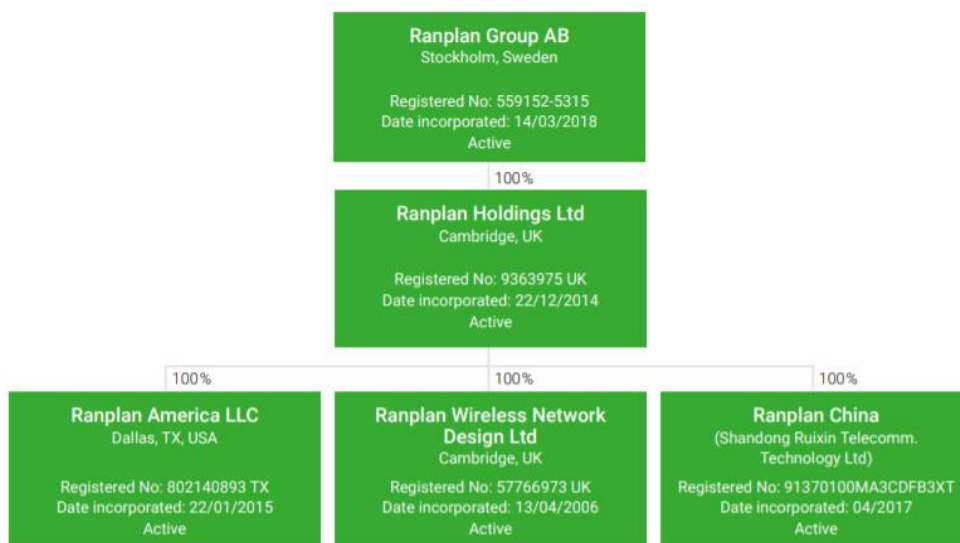 Ranplan Group AB
Stockholm, Sweden
Registered No: 559152-5315
Date incorporated: 14/03/2018
Active
100%
Ranplan Holdings Ltd
Cambridge, UK
Registered No: 9363975 UK
Date incorporated: 22/12/2014
Active
100%
Ranplan America LLC
Dallas, TX, USA
Registered No: 802140893 TX
Date incorporated: 22/01/2015
Active
100%
Ranplan Wireless Network
Design Ltd
Cambridge, UK
Registered No: 57766973 UK
Date incorporated: 13/04/2006
Active
100%
Ranplan China
(Shandong Ruixin Telecomm.
Technology Ltd)
Registered No: 91370100MA3CDFB3XT
Date incorporated: 04/2017
Active